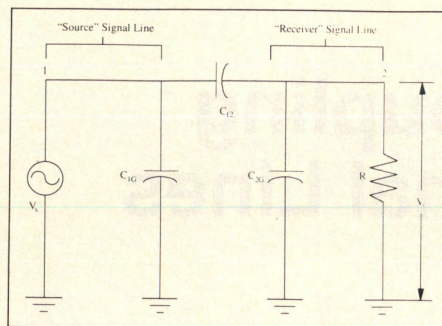 "Source" Signal Line
"Receiver" Signal Line
1
2
C12
C1G
C2G
R
Vs
V